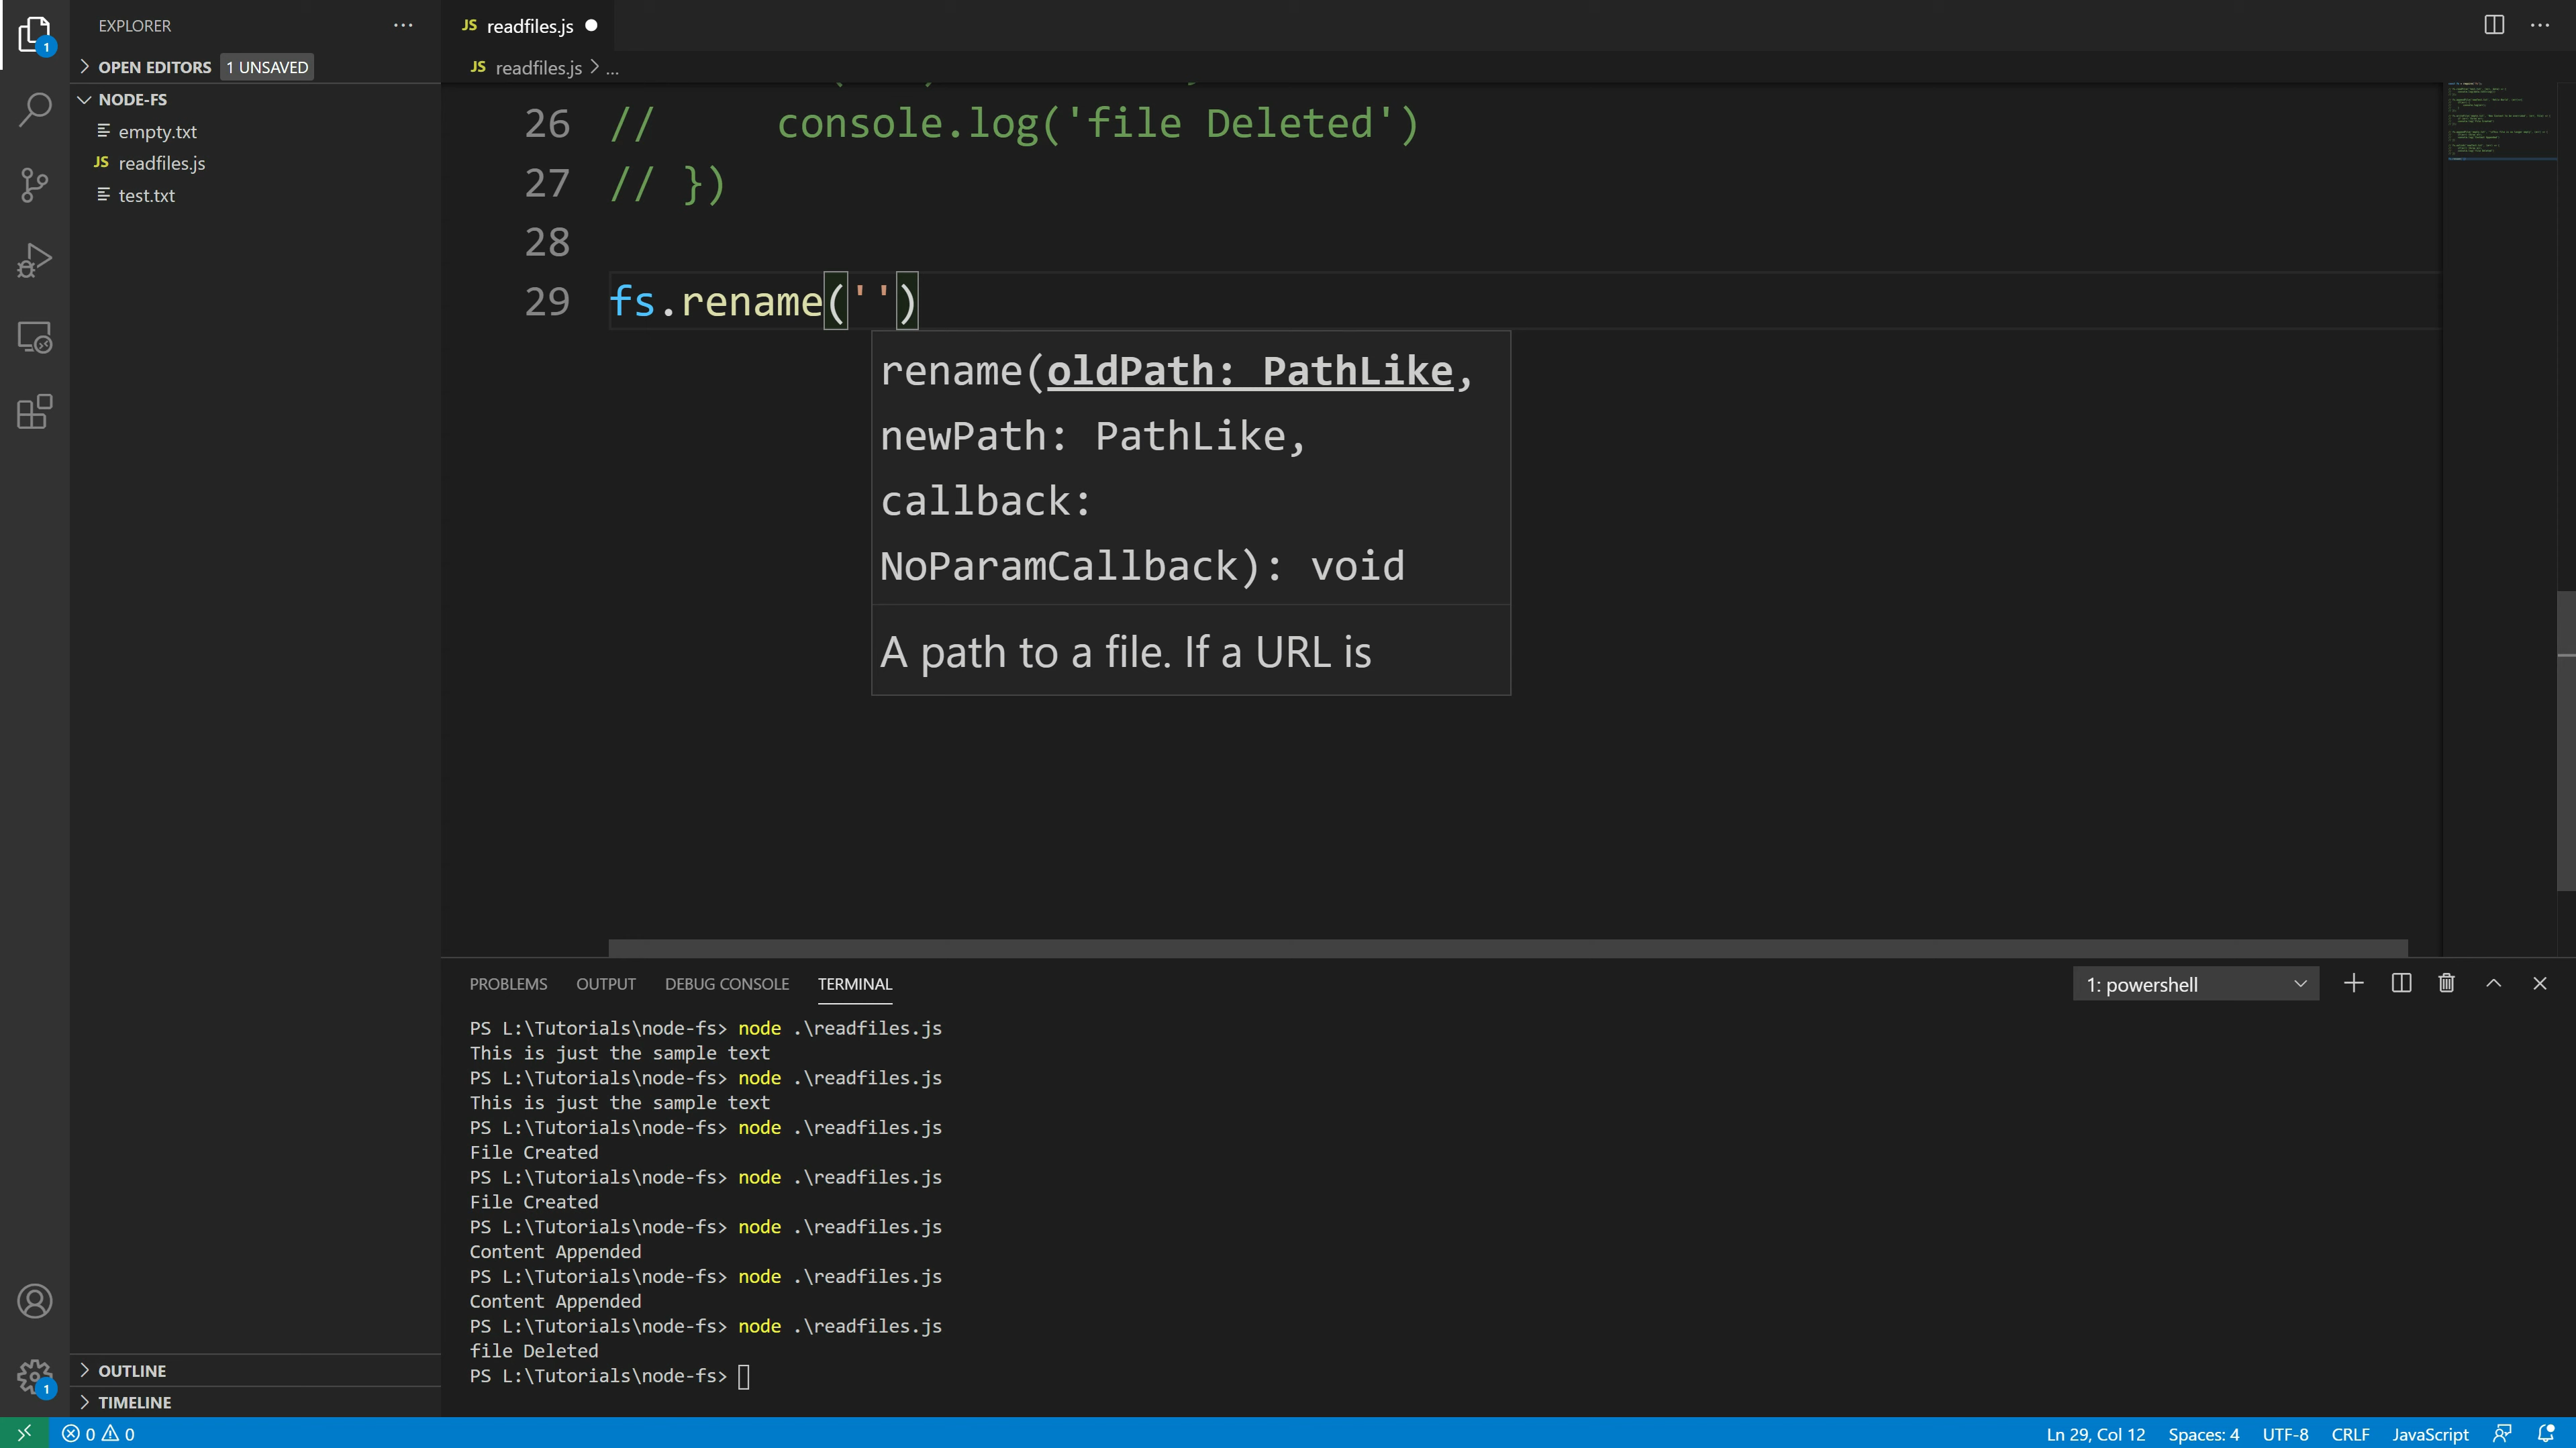 EXPLORER
OPEN EDITORS 1 UNSAVED
NODE-FS
empty.txt
JS readfiles.js
test.txt
OUTLINE
TIMELINE
JS readfiles.js
JS readfiles.js > ...
26 // console.log('file Deleted')
27 // })
28
29 fs.rename('')
rename(oldPath: PathLike,
newPath: PathLike,
callback:
NoParamCallback): void
A path to a file. If a URL is
PROBLEMS OUTPUT DEBUG CONSOLE TERMINAL
1: powershell
PS L:\Tutorials\node-fs> node .\readfiles.js
This is just the sample text
PS L:\Tutorials\node-fs> node .\readfiles.js
This is just the sample text
PS L:\Tutorials\node-fs> node .\readfiles.js
File Created
PS L:\Tutorials\node-fs> node .\readfiles.js
File Created
PS L:\Tutorials\node-fs> node .\readfiles.js
Content Appended
PS L:\Tutorials\node-fs> node .\readfiles.js
Content Appended
PS L:\Tutorials\node-fs> node .\readfiles.js
file Deleted
PS L:\Tutorials\node-fs>
1
1
0 0
Ln 29, Col 12 Spaces: 4 UTF-8 CRLF JavaScript